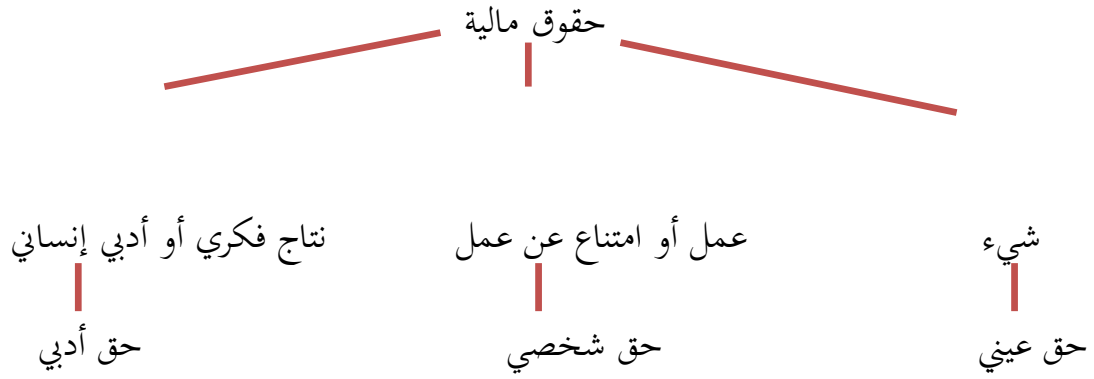 حقوق مالية
شيء
عمل أو امتناع عن عمل
نتاج فكري أو أدبي إنساني
حق عيني
حق شخصي
حق أدبي